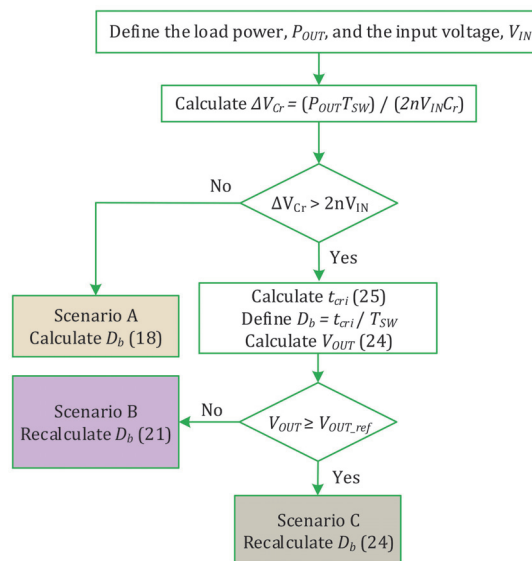 Define the load power, P_OUT, and the input voltage, V_IN
Calculate ΔV_Cr = (P_OUT T_SW) / (2nV_IN C_r)
No
ΔV_Cr > 2nV_IN
Yes
Calculate t_cri (25)
Define D_b = t_cri / T_SW
Calculate V_OUT (24)
Scenario A
Calculate D_b (18)
Scenario B
Recalculate D_b (21)
No
V_OUT ≥ V_OUT_ref
Yes
Scenario C
Recalculate D_b (24)